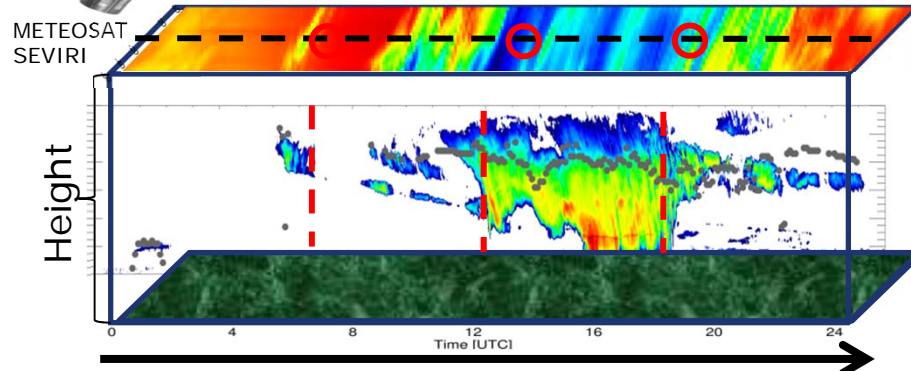 METEOSAT
SEVIRI
Height
0 4 8 12 16 20 24
Time [UTC]